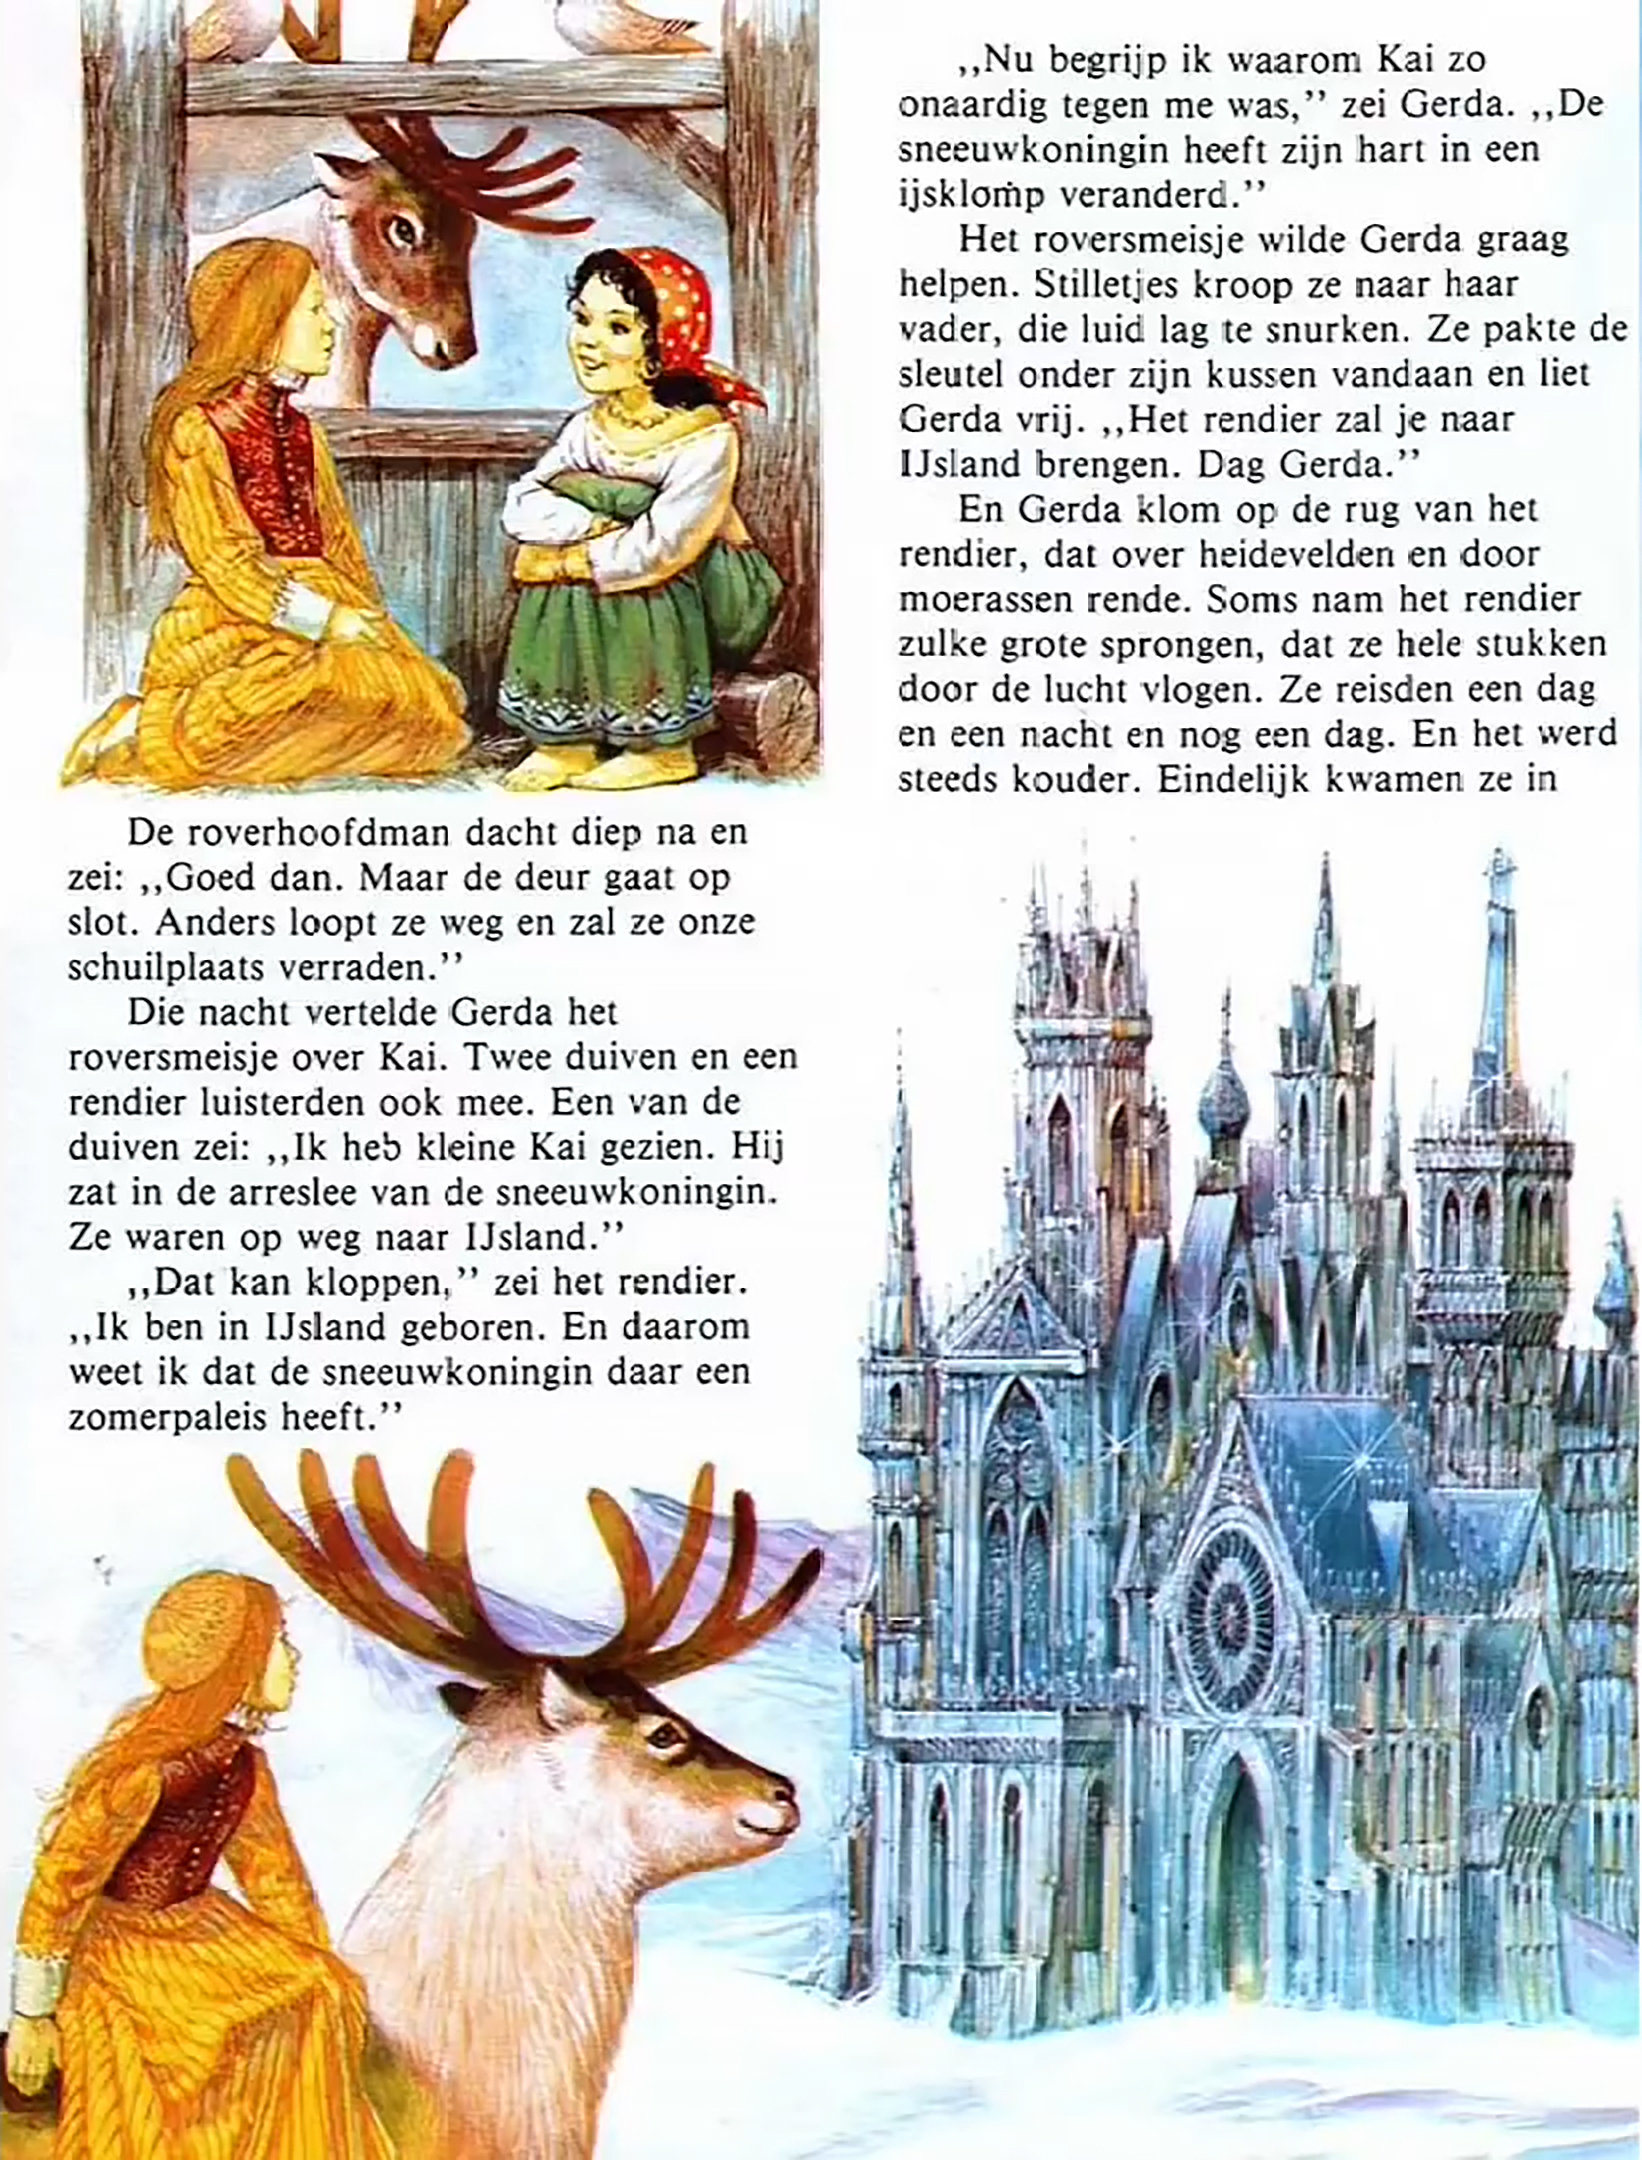 De roverhoofdman dacht diep na en
zei: ,,Goed dan. Maar de deur gaat op
slot. Anders loopt ze weg en zal ze onze
schuilplaats verraden.”
Die nacht vertelde Gerda het
roversmeisje over Kai. Twee duiven en een
rendier luisterden ook mee. Een van de
duiven zei: ,,Ik heb kleine Kai gezien. Hij
zat in de arreslee van de sneeuwkoningin.
Ze waren op weg naar IJsland.”
,,Dat kan kloppen,” zei het rendier.
,,Ik ben in IJsland geboren. En daarom
weet ik dat de sneeuwkoningin daar een
zomerpaleis heeft.”
,,Nu begrijp ik waarom Kai zo
onaardig tegen me was,” zei Gerda. ,,De
sneeuwkoningin heeft zijn hart in een
ijsklomp veranderd.”
Het roversmeisje wilde Gerda graag
helpen. Stilletjes kroop ze naar haar
vader, die luid lag te snurken. Ze pakte de
sleutel onder zijn kussen vandaan en liet
Gerda vrij. ,,Het rendier zal je naar
IJsland brengen. Dag Gerda.”
En Gerda klom op de rug van het
rendier, dat over heidevelden en door
moerassen rende. Soms nam het rendier
zulke grote sprongen, dat ze hele stukken
door de lucht vlogen. Ze reisden een dag
en een nacht en nog een dag. En het werd
steeds kouder. Eindelijk kwamen ze in